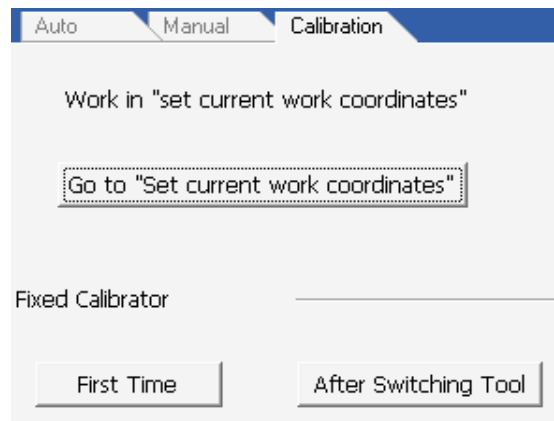 Auto Manual Calibration
Work in "set current work coordinates"
Go to "Set current work coordinates"
Fixed Calibrator
First Time After Switching Tool